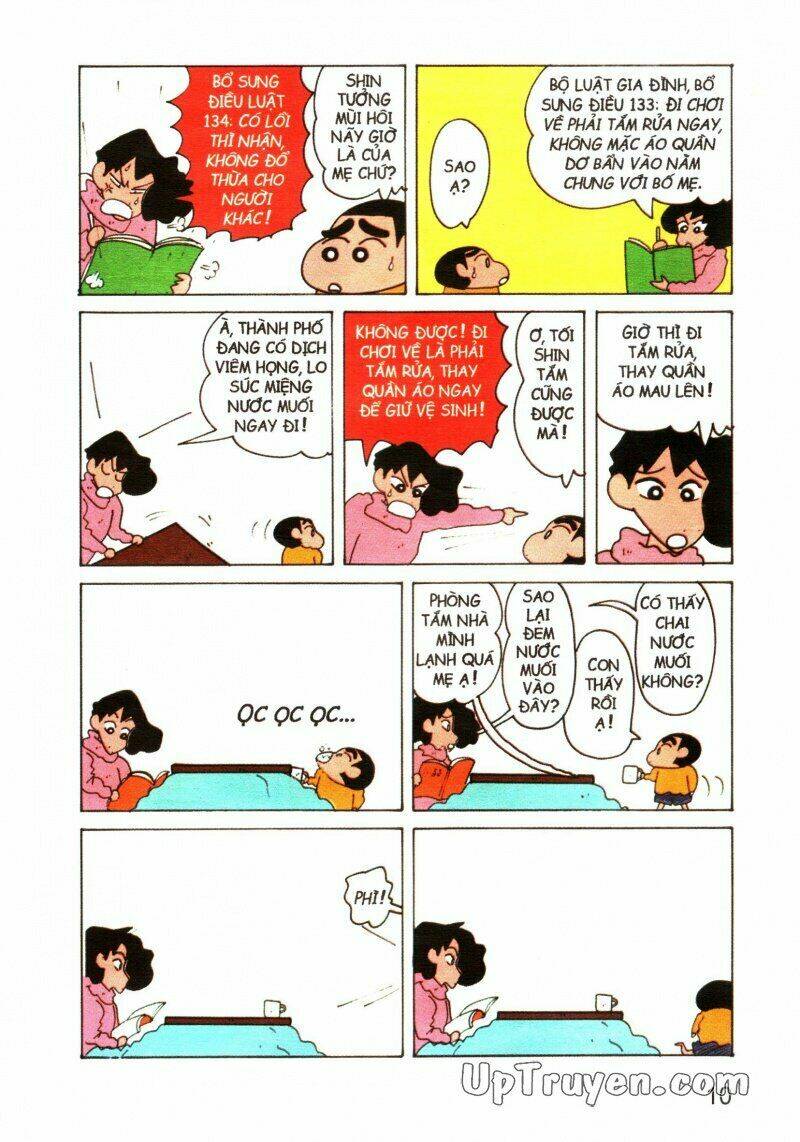 BỘ LUẬT GIA ĐÌNH, BỔ
SUNG ĐIỀU 133: ĐI CHƠI
VỀ PHẢI TẮM RỬA NGAY,
KHÔNG MẶC ÁO QUẦN
DƠ BẨN VÀO NẰM
CHUNG VỚI BỐ MẸ.
SAO
Ạ?
SHIN
TƯỞNG
MÙI HÔI
NÃY GIỜ
LÀ CỦA
MẸ CHỨ?
BỔ SUNG
ĐIỀU LUẬT
134: CÓ LỖI
THÌ NHẬN,
KHÔNG ĐỔ
THỪA CHO
NGƯỜI
KHÁC!
GIỜ THÌ ĐI
TẮM RỬA,
THAY QUẦN
ÁO MAU LÊN!
Ơ, TỐI
SHIN
TẮM
CŨNG
ĐƯỢC
MÀ!
KHÔNG ĐƯỢC! ĐI
CHƠI VỀ LÀ PHẢI
TẮM RỬA, THAY
QUẦN ÁO NGAY
ĐỂ GIỮ VỆ SINH!
À, THÀNH PHỐ
ĐANG CÓ DỊCH
VIÊM HỌNG, LO
SÚC MIỆNG
NƯỚC MUỐI
NGAY ĐI!
CÓ THẤY
CHAI
NƯỚC
MUỐI
KHÔNG?
CON
THẤY
RỒI
Ạ!
SAO
LẠI
ĐEM
NƯỚC
MUỐI
VÀO
ĐÂY?
PHÒNG
TẮM NHÀ
MÌNH
LẠNH QUÁ
MẸ Ạ!
ỌC ỌC ỌC...
PHÌ!
UpTruyen.com
10